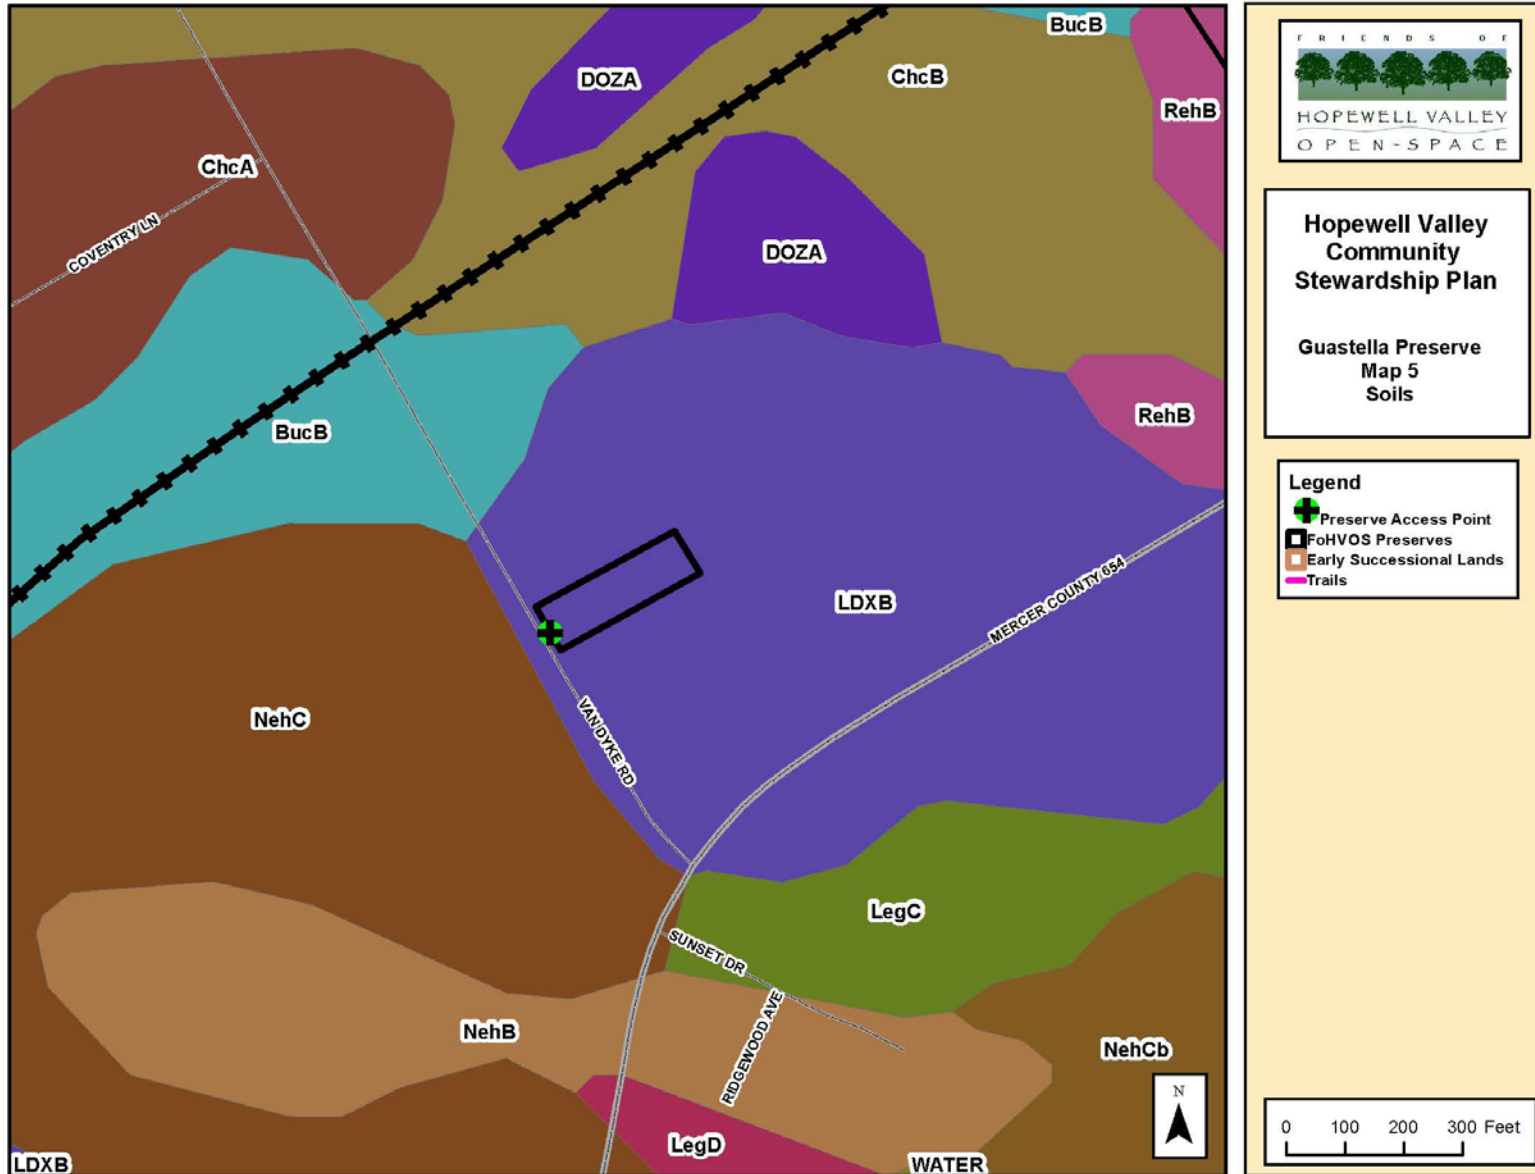 BucB
DOZA
ChcB
RehB
ChcA
COVENTRY LN
DOZA
BucB
RehB
LDXB
MERCER COUNTY 654
NehC
VAN DYKE RD
LegC
SUNSET DR
RIDGEWOOD AVE
NehB
NehCb
LegD
LDXB
WATER
N
FRIENDS OF
HOPEWELL VALLEY
OPEN-SPACE
Hopewell Valley
Community
Stewardship Plan
Guastella Preserve
Map 5
Soils
Legend
Preserve Access Point
FoHVOS Preserves
Early Successional Lands
Trails
0 100 200 300 Feet